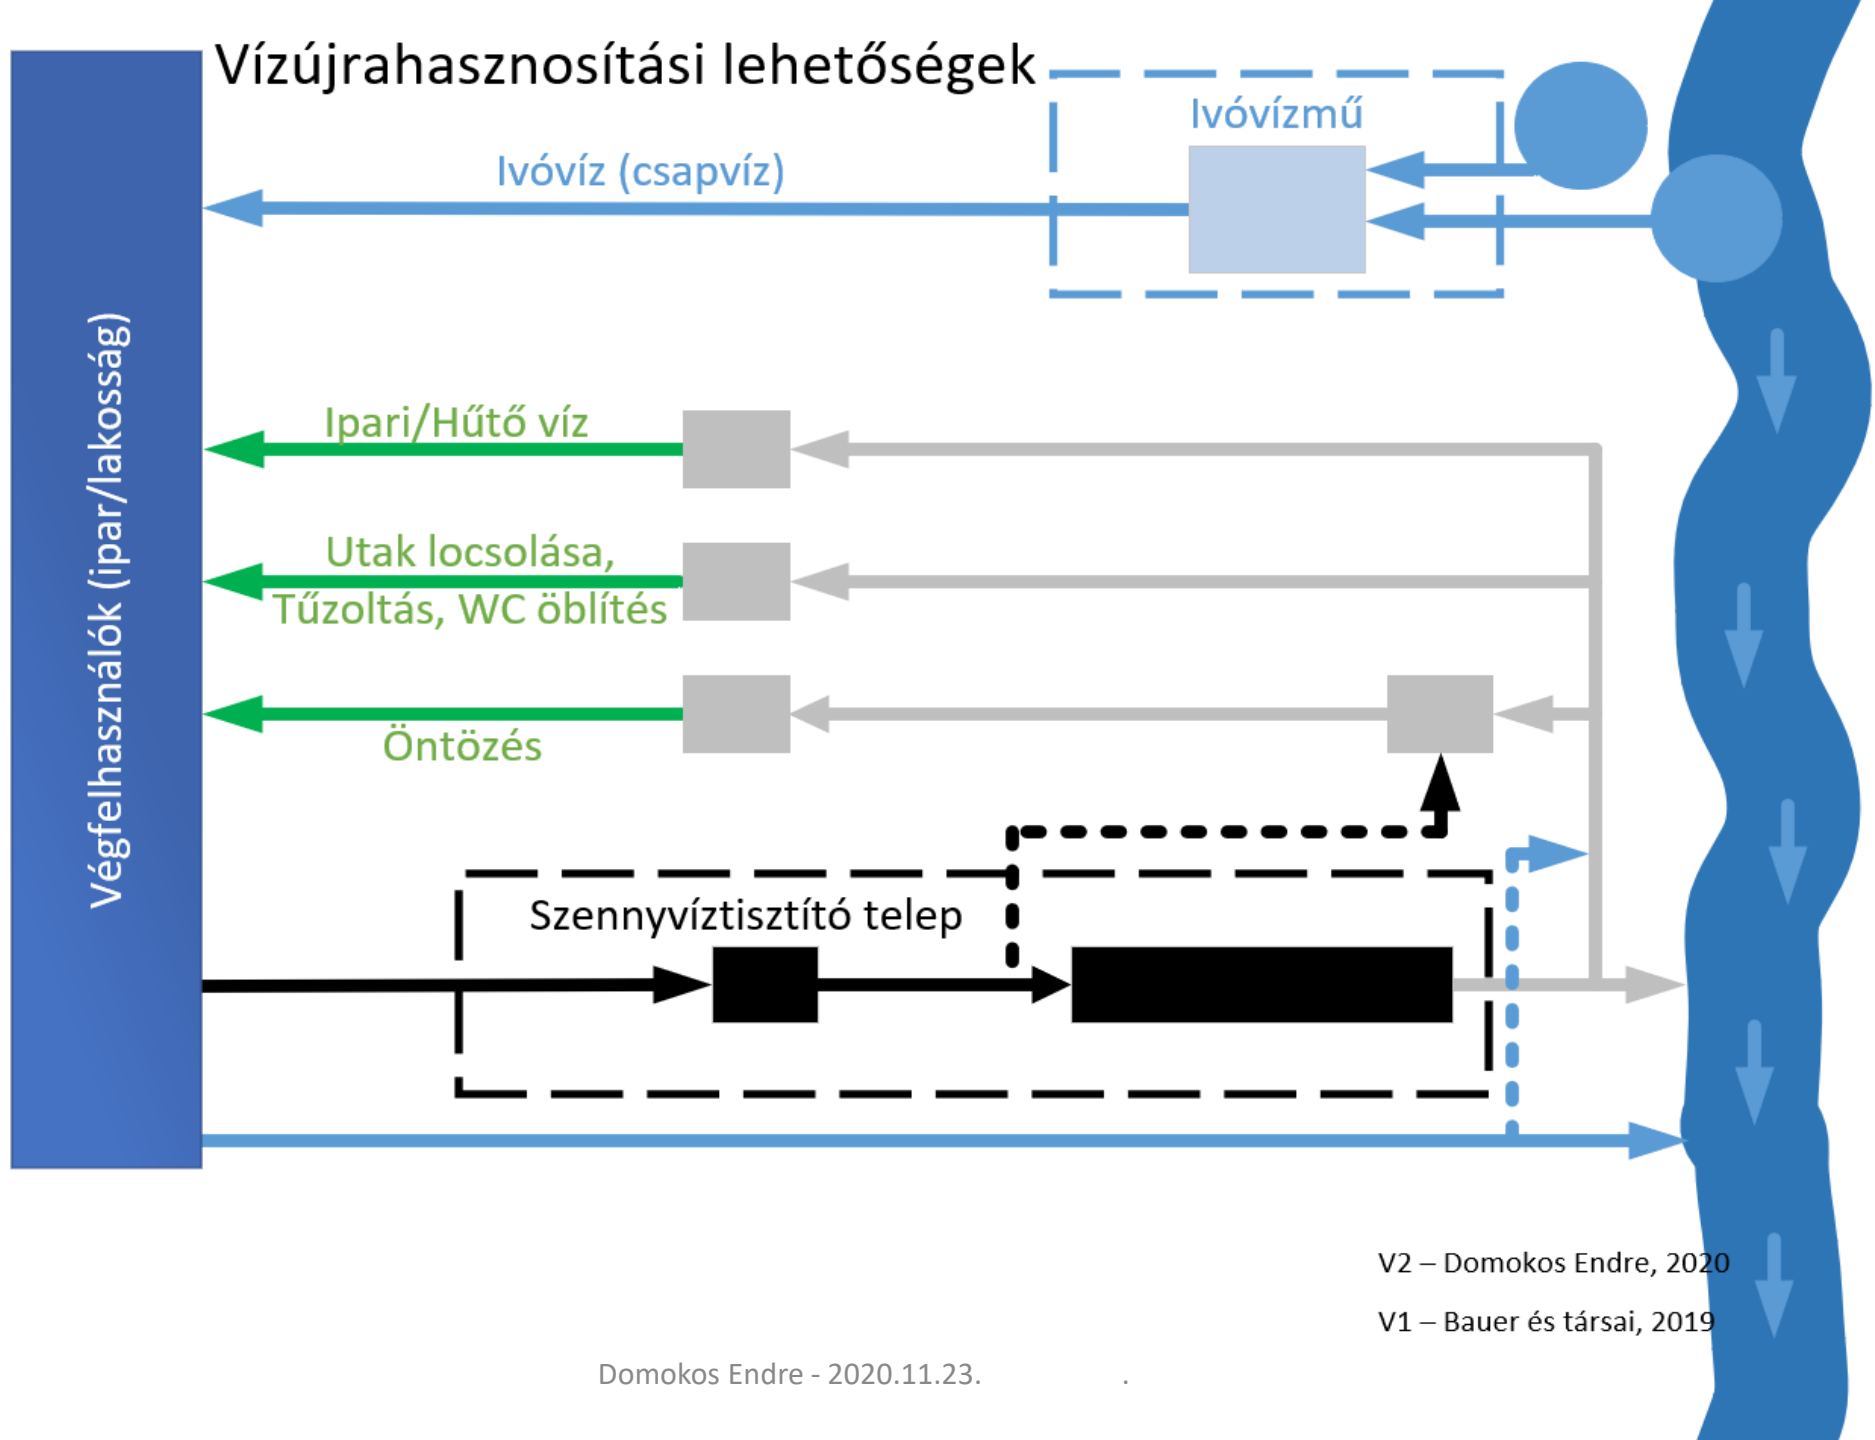 Vízújrahasznosítási lehetőségek
Ivóvízmű
Ivóvíz (csapvíz)
Végfelhasználók (ipar/lakosság)
Ipari/Hűtő víz
Utak locsolása,
Tűzoltás, WC öblítés
Öntözés
Szennyvíztisztító telep
V2 – Domokos Endre, 2020
V1 – Bauer és társai, 2019
Domokos Endre - 2020.11.23. .